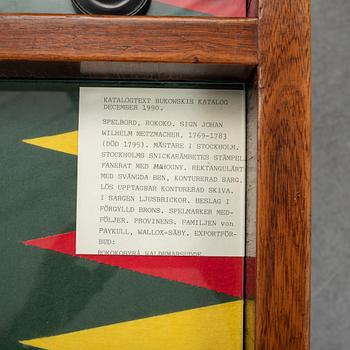 KATALOGTEXT BUKOWSKIS KATALOG
DECEMBER 1990.
SPELBORD, ROKOKO. SIGN JOHAN
WILHELM METZMACHER, 1769-1783
(DÖD 1795). MÄSTARE I STOCKHOLM.
STOCKHOLMS SNICKARÄMBETES STÄMPEL
FANERAT MED MAHOGNY. REKTANGULÄRT
MED SVÄNGDA BEN, KONTURERAD SARG.
LÖS UPPTAGBAR KONTURERAD SKIVA.
I SARGEN LJUSBRICKOR. BESLAG I
FÖRGYLLD BRONS. SPELMARKER MED-
FÖLJER. PROVINENS. FAMILJEN von
PAYKULL, WALLOX-SÄBY. EXPORTFÖR-
BUD:
ROKOKOBYRÅ WALDEMARSUDDE